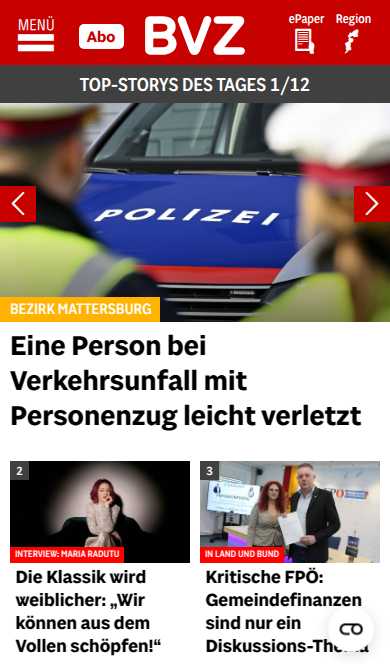 MENÜ
Abo
BVZ
ePaper
Region
TOP-STORYS DES TAGES 1/12
POLIZEI
BEZIRK MATTERSBURG
Eine Person bei
Verkehrsunfall mit
Personenzug leicht verletzt
2
INTERVIEW: MARIA RADUTU
Die Klassik wird
weiblicher: „Wir
können aus dem
Vollen schöpfen!“
3
IN LAND UND BUND
Kritische FPÖ:
Gemeindefinanzen
sind nur ein
Diskussions-Thema